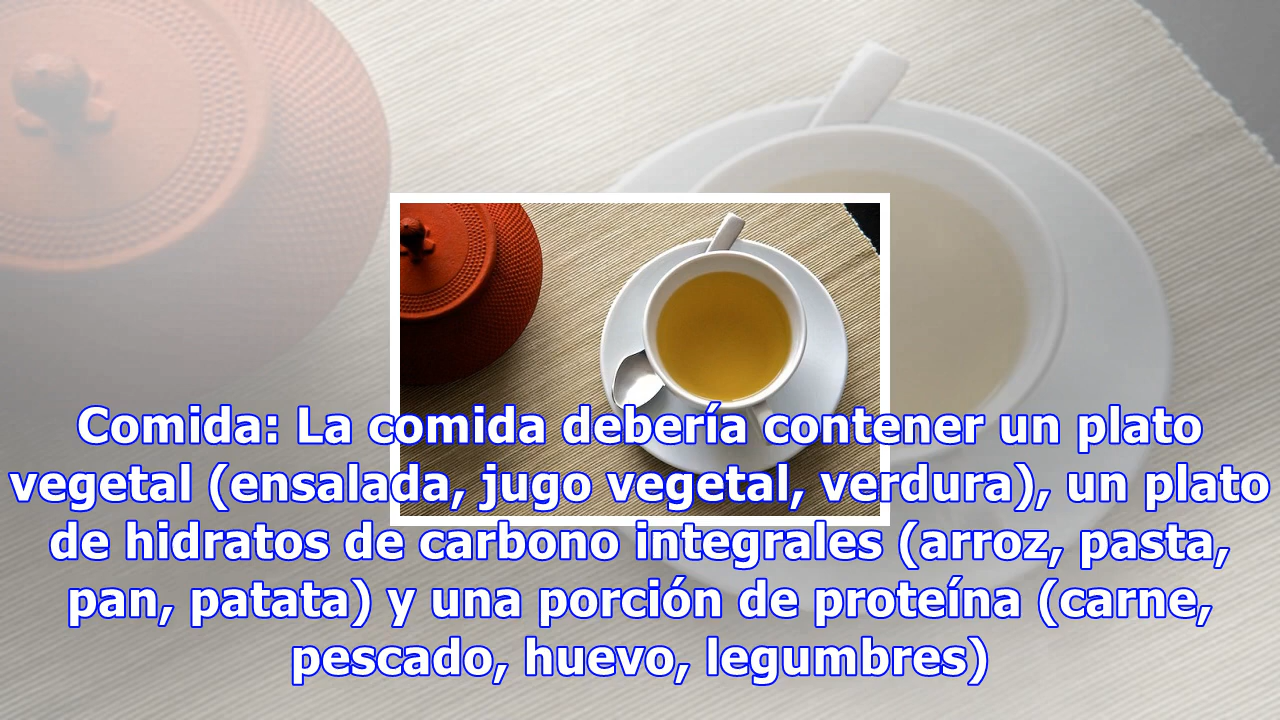 Comida: La comida debería contener un plato
vegetal (ensalada, jugo vegetal, verdura), un plato
de hidratos de carbono integrales (arroz, pasta,
pan, patata) y una porción de proteína (carne,
pescado, huevo, legumbres)